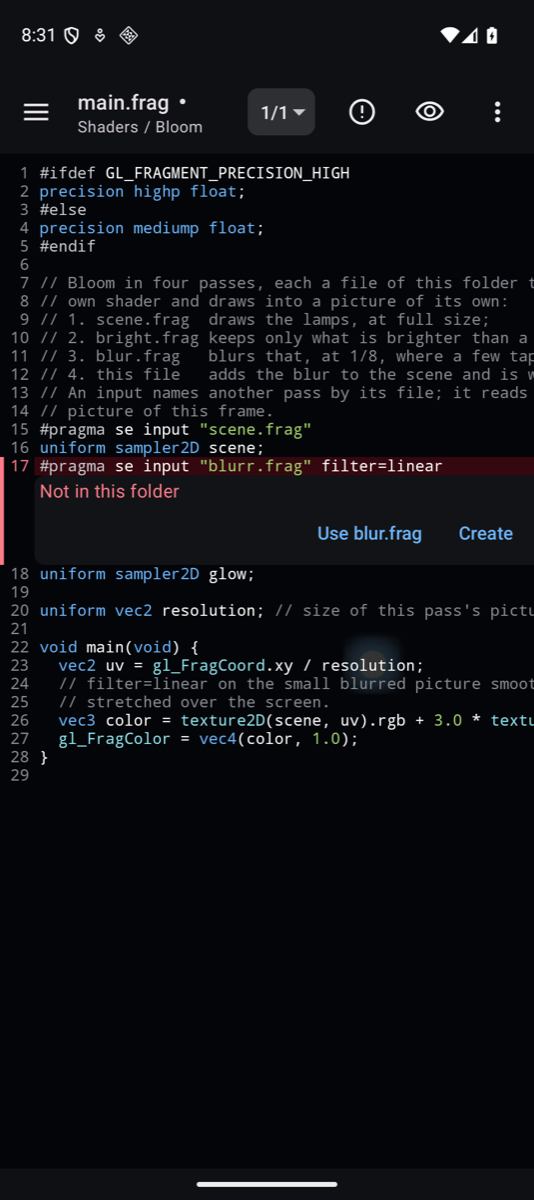 8:31
main.frag •
Shaders / Bloom
1/1
1 #ifdef GL_FRAGMENT_PRECISION_HIGH
2 precision highp float;
3 #else
4 precision mediump float;
5 #endif
6
7 // Bloom in four passes, each a file of this folder
8 // own shader and draws into a picture of its own:
9 // 1. scene.frag  draws the lamps, at full size;
10 // 2. bright.frag keeps only what is brighter than a
11 // 3. blur.frag   blurs that, at 1/8, where a few tap
12 // 4. this file   adds the blur to the scene and is
13 // An input names another pass by its file; it reads
14 // picture of this frame.
15 #pragma se input "scene.frag"
16 uniform sampler2D scene;
17 #pragma se input "blurr.frag" filter=linear
Not in this folder
Use blur.frag Create
18 uniform sampler2D glow;
19
20 uniform vec2 resolution; // size of this pass's pictu
21
22 void main(void) {
23   vec2 uv = gl_FragCoord.xy / resolution;
24   // filter=linear on the small blurred picture smoot
25   // stretched over the screen.
26   vec3 color = texture2D(scene, uv).rgb + 3.0 * textu
27   gl_FragColor = vec4(color, 1.0);
28 }
29